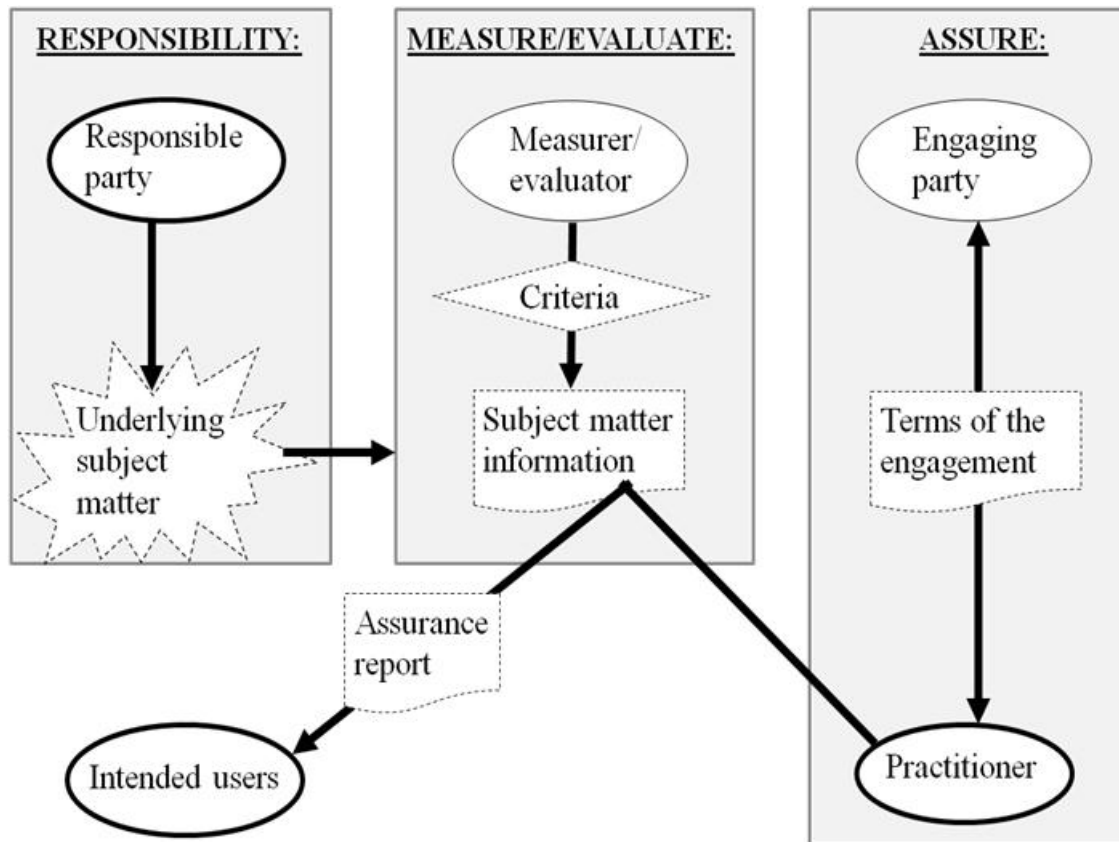 RESPONSIBILITY:
Responsible
party
Underlying
subject
matter
MEASURE/EVALUATE:
Measurer/
evaluator
Criteria
Subject matter
information
ASSURE:
Engaging
party
Terms of the
engagement
Assurance
report
Intended users
Practitioner